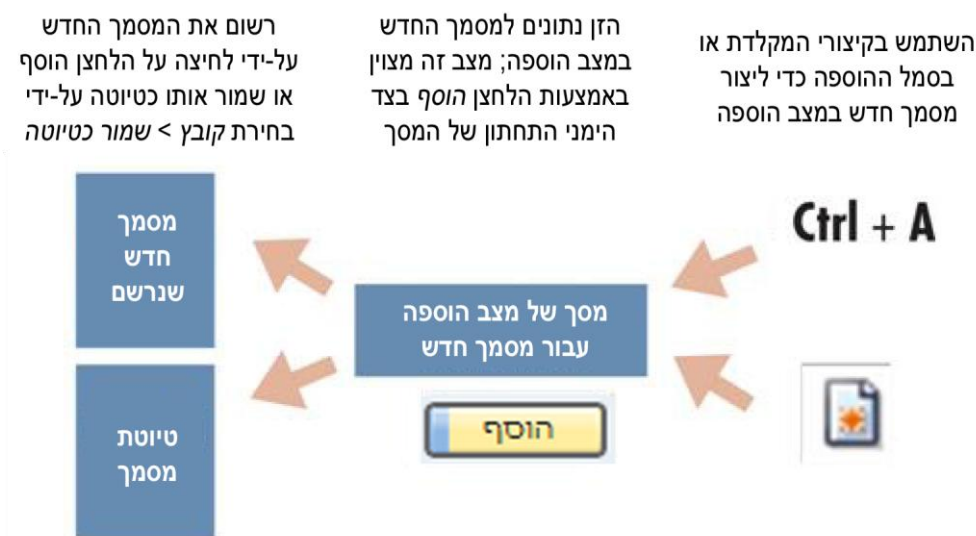 השתמש בקיצורי המקלדת או
בסמל ההוספה כדי ליצור
מסמך חדש במצב הוספה
הזן נתונים למסמך החדש
במצב הוספה; מצב זה מצוין
באמצעות הלחצן הוסף בצד
הימני התחתון של המסך
רשום את המסמך החדש
על-ידי לחיצה על הלחצן הוסף
או שמור אותו כטיוטה על-ידי
בחירת קובץ > שמור כטיוטה
Ctrl + A
מסך של מצב הוספה
עבור מסמך חדש
הוסף
מסמך
חדש
שנרשם
טיוטת
מסמך